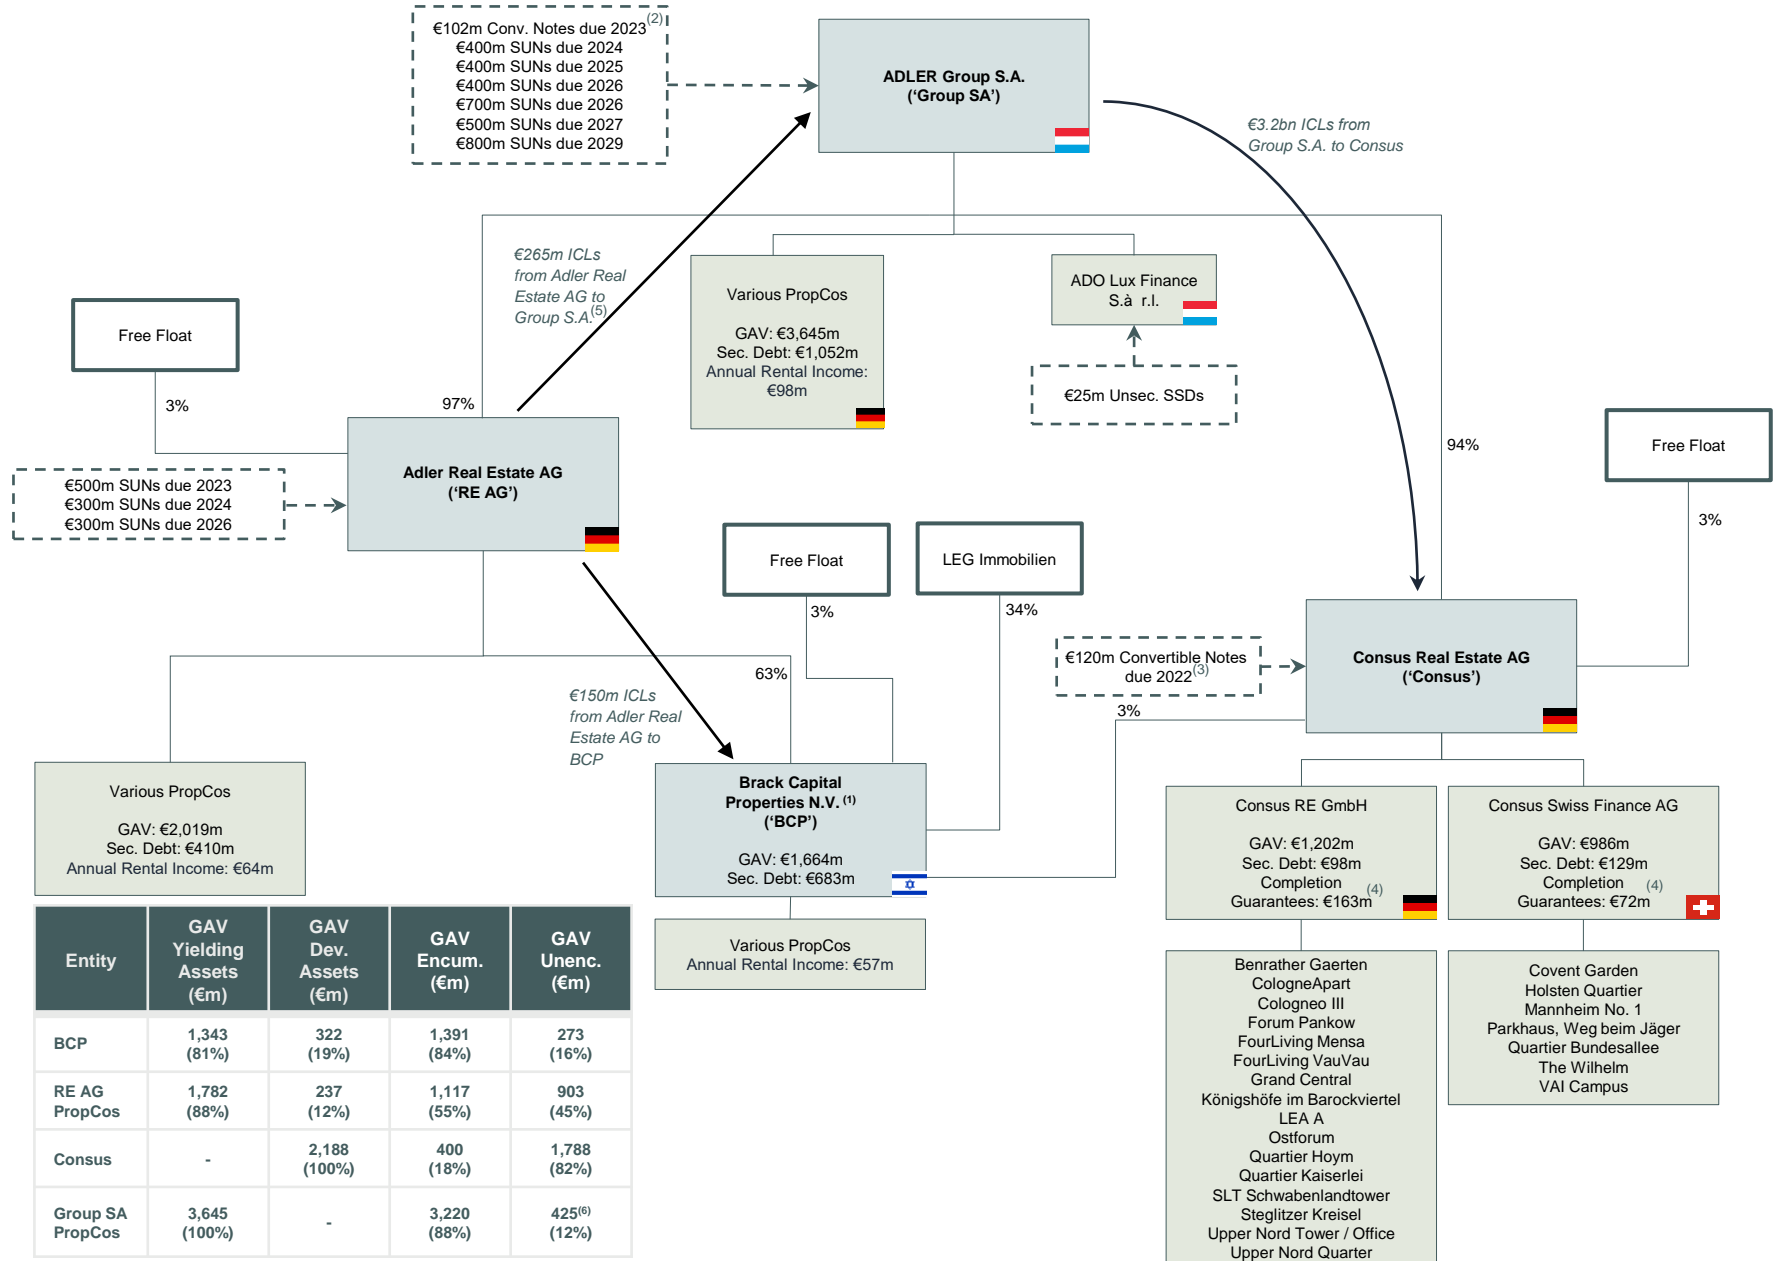 €102m Conv. Notes due 2023(2)
€400m SUNs due 2024
€400m SUNs due 2025
€400m SUNs due 2026
€700m SUNs due 2026
€500m SUNs due 2027
€800m SUNs due 2029
ADLER Group S.A.
('Group SA')
€3.2bn ICLs from
Group S.A. to Consus
€265m ICLs
from Adler Real
Estate AG to
Group S.A.(5)
Various PropCos
GAV: €3,645m
Sec. Debt: €1,052m
Annual Rental Income:
€98m
ADO Lux Finance
S.à r.l.
€25m Unsec. SSDs
Free Float
3%
97%
94%
Free Float
3%
Adler Real Estate AG
('RE AG')
€500m SUNs due 2023
€300m SUNs due 2024
€300m SUNs due 2026
Free Float
3%
LEG Immobilien
34%
63%
€150m ICLs
from Adler Real
Estate AG to
BCP
€120m Convertible Notes
due 2022(3)
3%
Consus Real Estate AG
('Consus')
Various PropCos
GAV: €2,019m
Sec. Debt: €410m
Annual Rental Income: €64m
Brack Capital
Properties N.V. (1)
('BCP')
GAV: €1,664m
Sec. Debt: €683m
Various PropCos
Annual Rental Income: €57m
Consus RE GmbH
GAV: €1,202m
Sec. Debt: €98m
Completion
Guarantees: €163m(4)
Consus Swiss Finance AG
GAV: €986m
Sec. Debt: €129m
Completion
Guarantees: €72m(4)
Benrather Gaerten
CologneApart
Cologneo III
Forum Pankow
FourLiving Mensa
FourLiving VauVau
Grand Central
Königshöfe im Barockviertel
LEA A
Ostforum
Quartier Hoym
Quartier Kaiserlei
SLT Schwabenlandtower
Steglitzer Kreisel
Upper Nord Tower / Office
Upper Nord Quarter
Covent Garden
Holsten Quartier
Mannheim No. 1
Parkhaus, Weg beim Jäger
Quartier Bundesallee
The Wilhelm
VAI Campus
Entity GAV Yielding Assets (€m) GAV Dev. Assets (€m) GAV Encum. (€m) GAV Unenc. (€m)
BCP 1,343 (81%) 322 (19%) 1,391 (84%) 273 (16%)
RE AG PropCos 1,782 (88%) 237 (12%) 1,117 (55%) 903 (45%)
Consus - 2,188 (100%) 400 (18%) 1,788 (82%)
Group SA PropCos 3,645 (100%) - 3,220 (88%) 425(6) (12%)